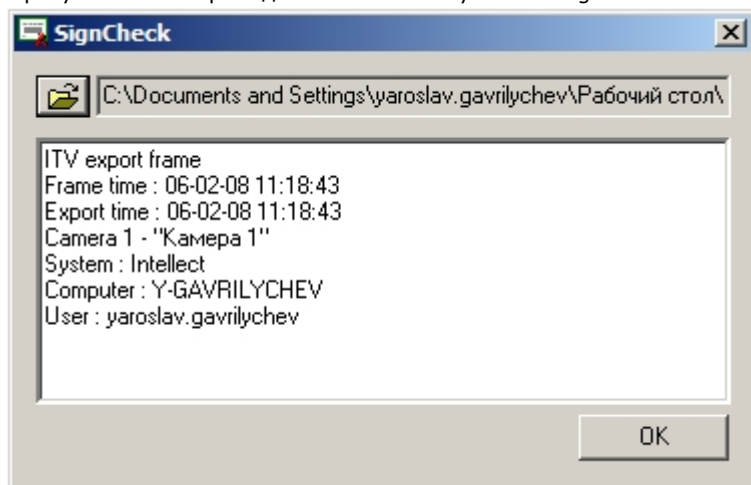 SignCheck
C:\Documents and Settings\yaroslav.gavrilychev\Рабочий стол\
ITV export frame
Frame time : 06-02-08 11:18:43
Export time : 06-02-08 11:18:43
Camera 1 - "Камера 1"
System : Intellect
Computer : Y-GAVRILYCHEV
User : yaroslav.gavrilychev
OK